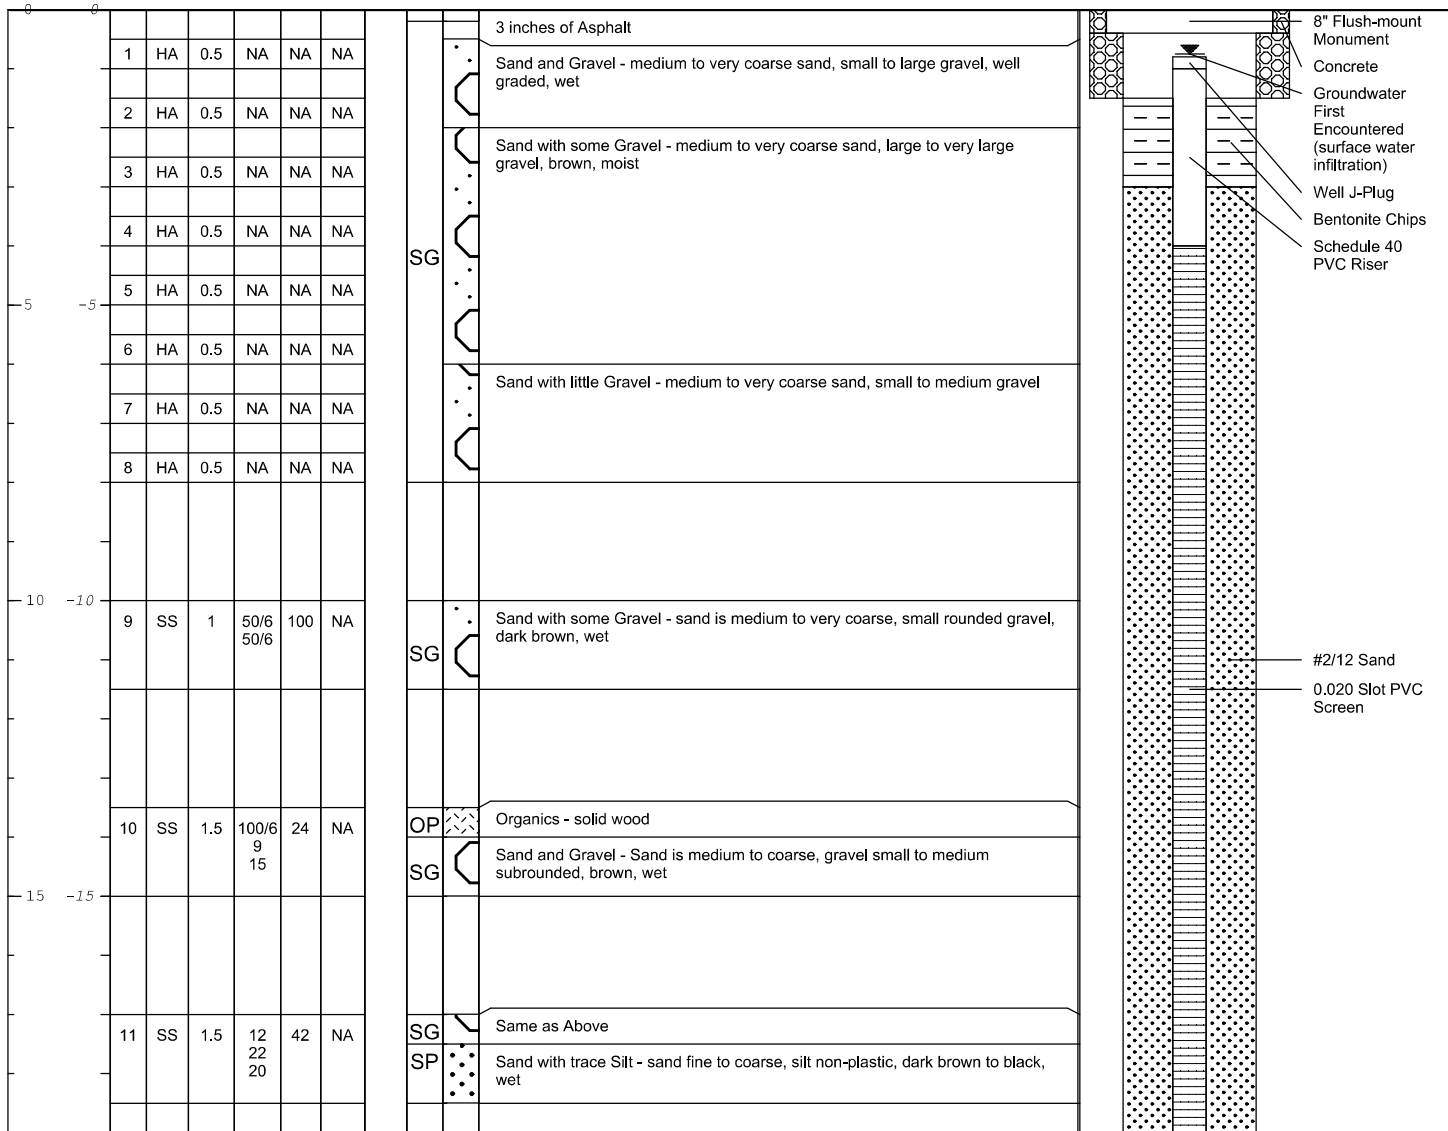 0 0
3 inches of Asphalt
1 HA 0.5 NA NA NA
Sand and Gravel - medium to very coarse sand, small to large gravel, well
graded, wet
2 HA 0.5 NA NA NA
Sand with some Gravel - medium to very coarse sand, large to very large
gravel, brown, moist
3 HA 0.5 NA NA NA
4 HA 0.5 NA NA NA
SG
5 HA 0.5 NA NA NA
5 -5
6 HA 0.5 NA NA NA
Sand with little Gravel - medium to very coarse sand, small to medium gravel
7 HA 0.5 NA NA NA
8 HA 0.5 NA NA NA
10 -10
9 SS 1 50/6 100 NA
50/6
SG
Sand with some Gravel - sand is medium to very coarse, small rounded gravel,
dark brown, wet
10 SS 1.5 100/6 24 NA
9
15
OP
Organics - solid wood
SG
Sand and Gravel - Sand is medium to coarse, gravel small to medium
subrounded, brown, wet
15 -15
11 SS 1.5 12 42 NA
22
20
SG
Same as Above
SP
Sand with trace Silt - sand fine to coarse, silt non-plastic, dark brown to black,
wet
8" Flush-mount
Monument
Concrete
Groundwater
First
Encountered
(surface water
infiltration)
Well J-Plug
Bentonite Chips
Schedule 40
PVC Riser
#2/12 Sand
0.020 Slot PVC
Screen